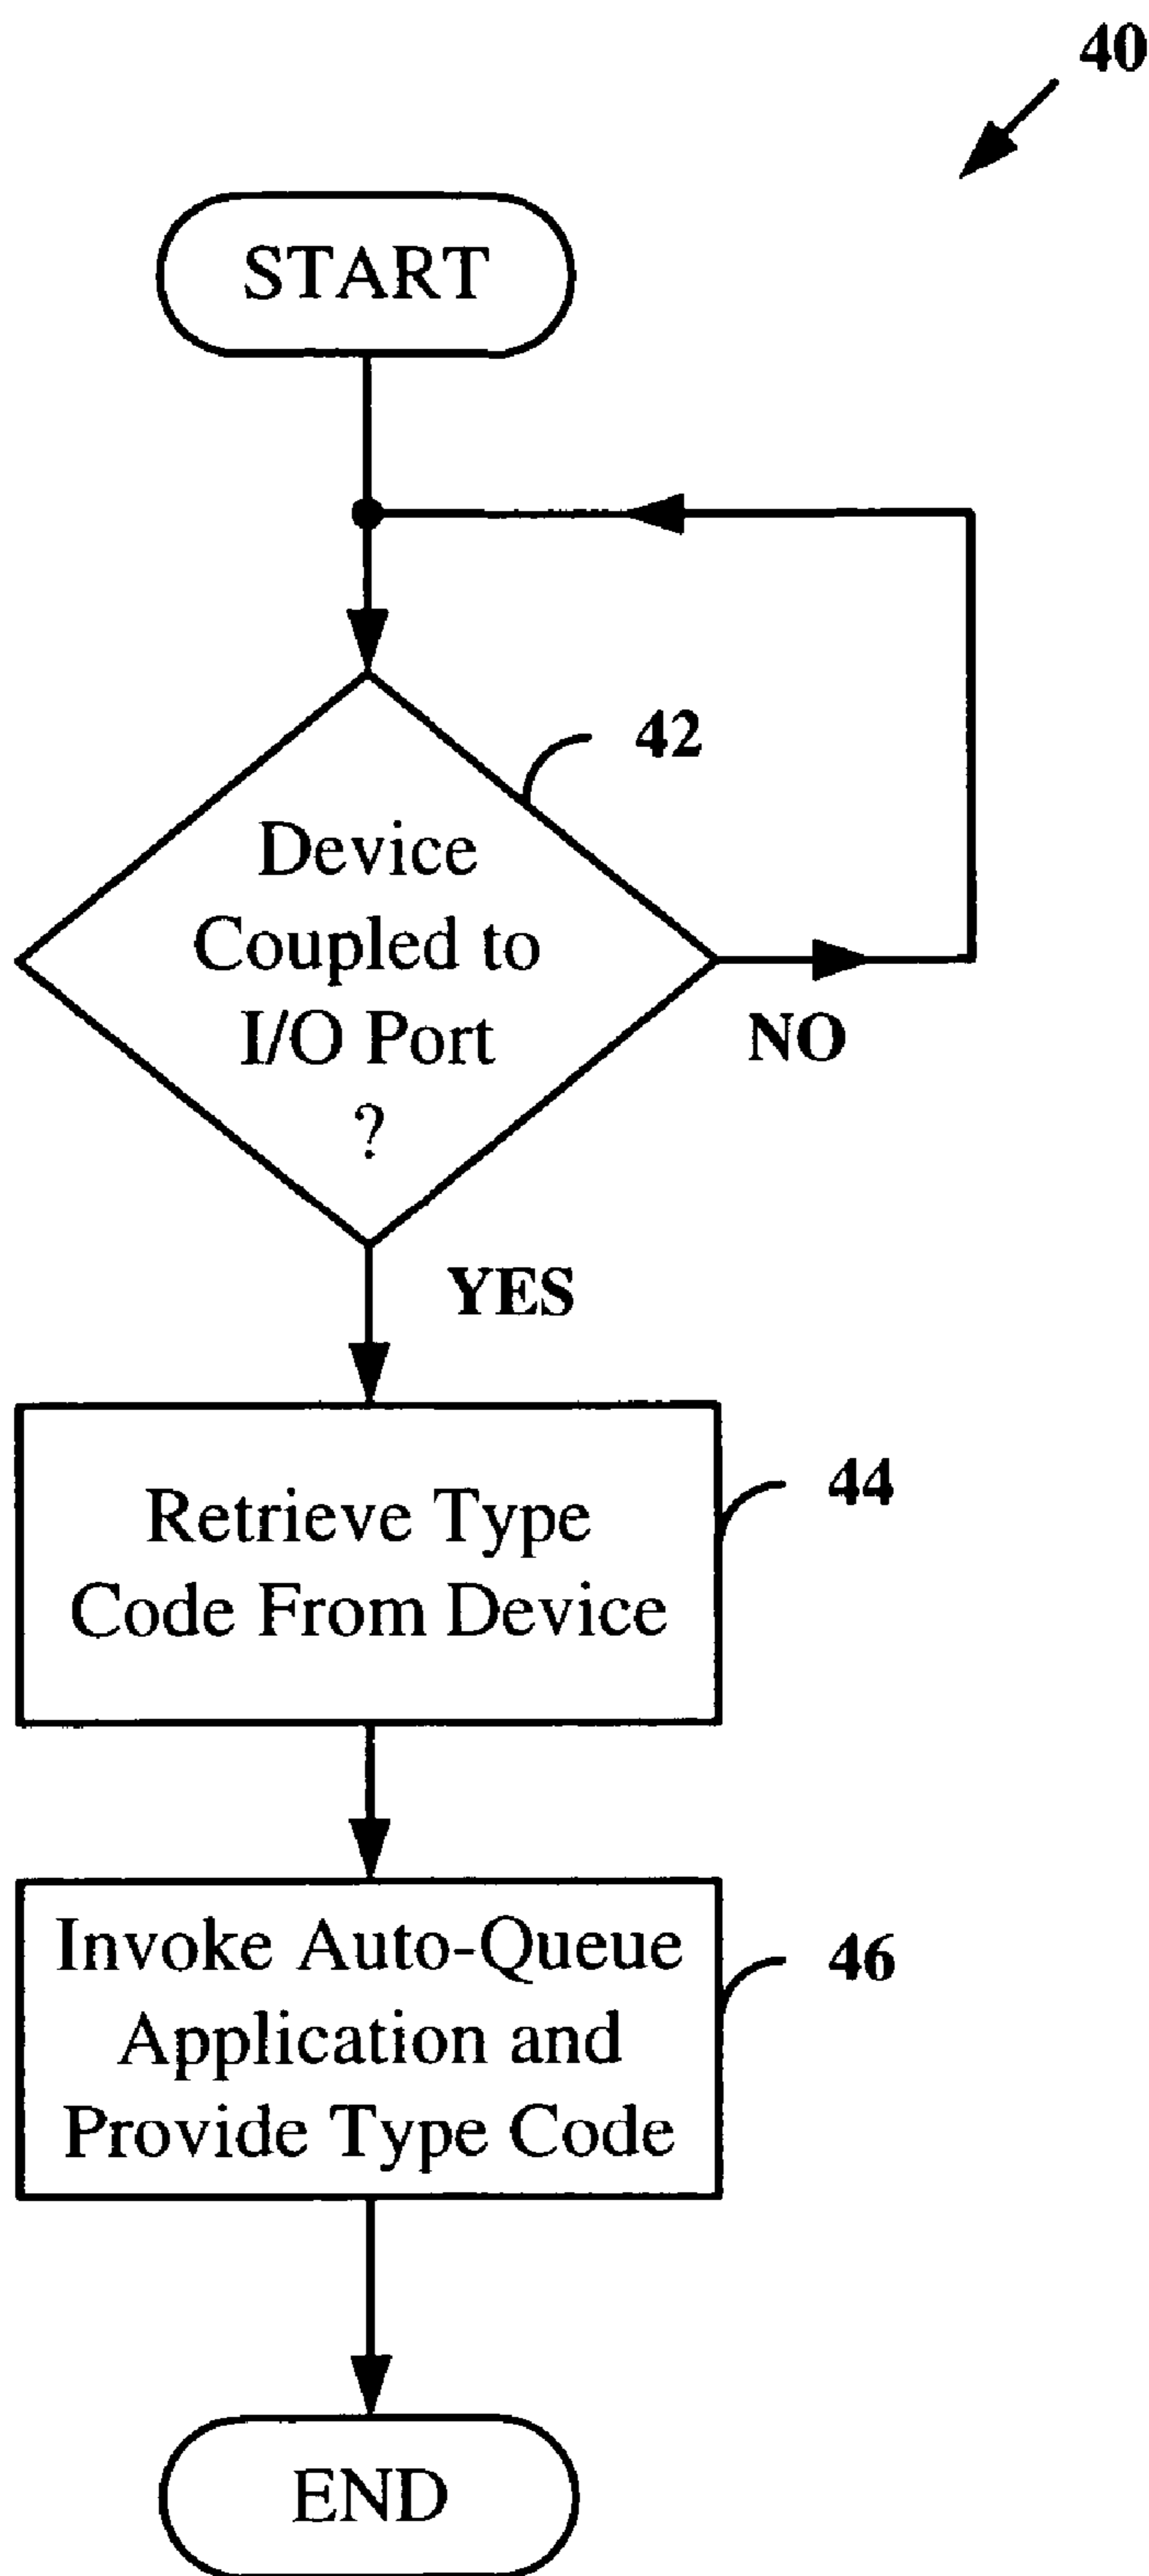 40
START
42
Device
Coupled to
I/O Port
?
NO
YES
44
Retrieve Type
Code From Device
46
Invoke Auto-Queue
Application and
Provide Type Code
END